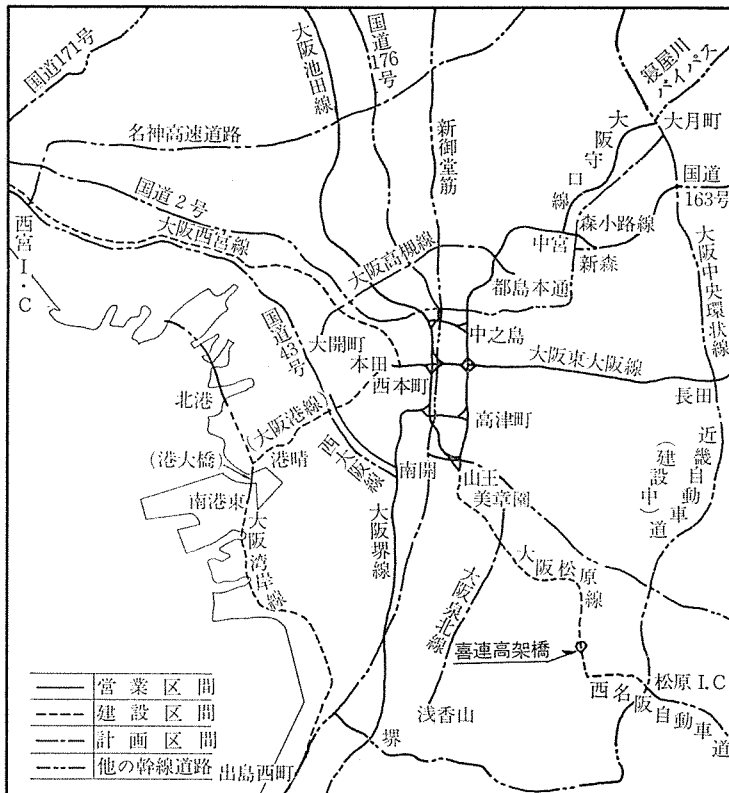 国道171号
大阪池田線
国道176号
新御堂筋
寝屋川バイパス
名神高速道路
大月町
大阪守口線
国道163号
国道2号
森小路線
中宮
新森
大阪西宮線
西宮I・C
大阪高槻線
都島本通
大阪中央環状線
国道43号
大開町
中之島
本田
西本町
大阪東大阪線
長田
北港
(大阪港線)
高津町
(港大橋)
港晴
西大阪線
南開
山王
近畿自動車道
(建設中)
南港東
美章園
大阪湾岸線
大阪堺線
大阪松原線
大阪泉北線
喜連高架橋
松原I.C
西名阪自動車道
浅香山
堺
営業区間
建設区間
計画区間
他の幹線道路
出島西町